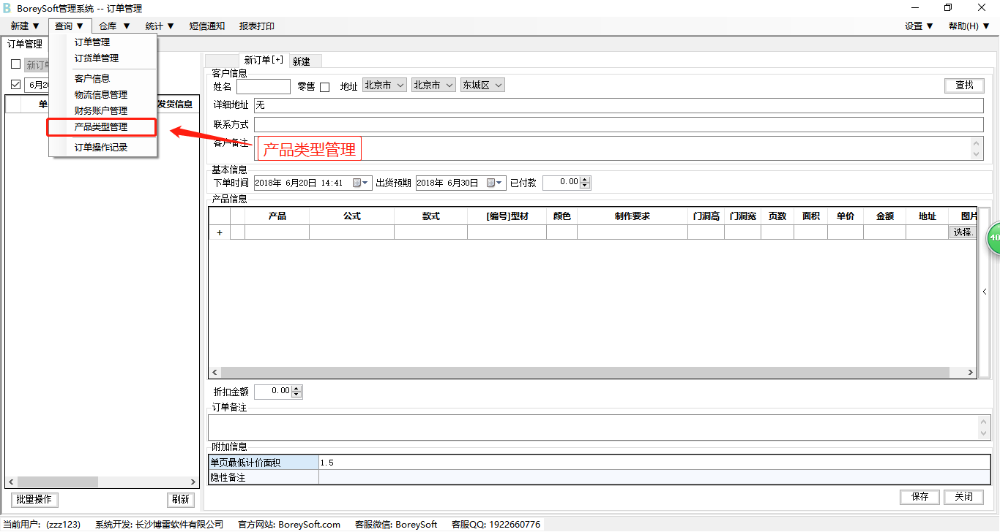 B BoreySoft管理系统 -- 订单管理
新建 ▼ 查询 ▼ 仓库 ▼ 统计 ▼ 短信通知 报表打印 设置 ▼ 帮助(H) ▼
订单管理
订单管理
订货单管理
客户信息
物流信息管理
财务账户管理
产品类型管理
订单操作记录
新订单
6月20
单 发货信息
批量操作 刷新
产品类型管理
新订单[+] 新建
客户信息
姓名 零售 地址 北京市 北京市 东城区 查找
详细地址 无
联系方式
客户备注
基本信息
下单时间 2018年 6月20日 14:41 出货预期 2018年 6月30日 已付款 0.00
产品信息
产品 公式 款式 [编号]型材 颜色 制作要求 门洞高 门洞宽 页数 面积 单价 金额 地址 图片
+ 选择.
40
折扣金额 0.00
订单备注
附加信息
单页最低计价面积 1.5
隐性备注
保存 关闭
当前用户: (zzz123) 系统开发: 长沙博雷软件有限公司 官方网站: BoreySoft.com 客服微信: BoreySoft 客服QQ: 1922660776